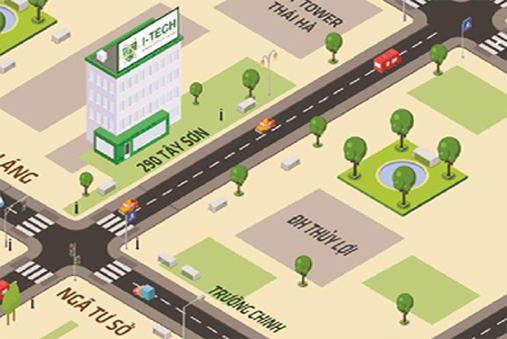 TOWER
THÁI HÀ
I-TECH
290 TÂY SƠN
LÁNG
ĐH THỦY LỢI
NGÃ TƯ SỞ
TRƯỜNG CHINH